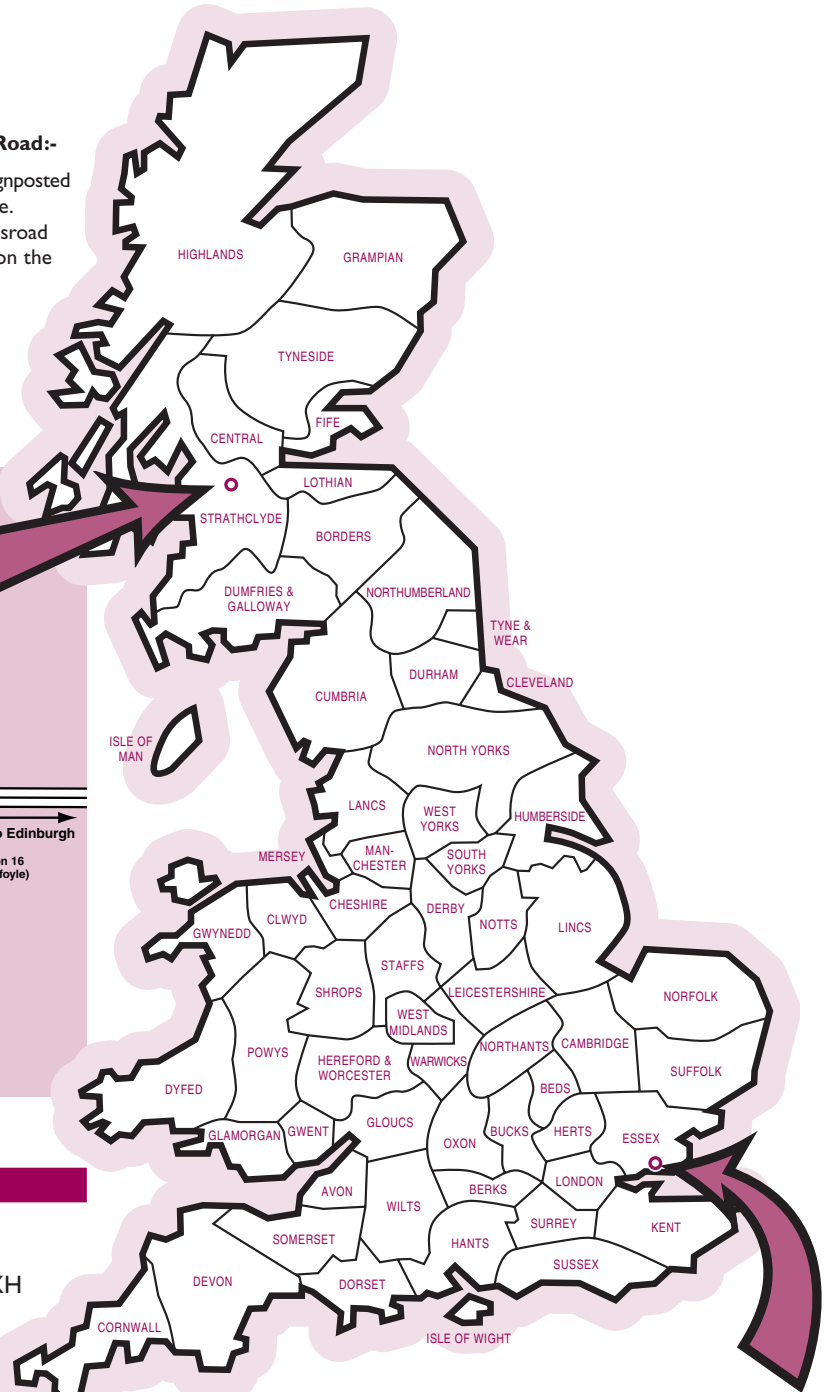 Road:-
gnposted
e.
sroad
on the
HIGHLANDS
GRAMPIAN
TYNESIDE
FIFE
CENTRAL
LOTHIAN
STRATHCLYDE
BORDERS
DUMFRIES &
GALLOWAY
NORTHUMBERLAND
TYNE &
WEAR
DURHAM
CLEVELAND
CUMBRIA
ISLE OF
MAN
NORTH YORKS
LANCS
WEST
YORKS
HUMBERSIDE
o Edinburgh
on 16
foyle)
MERSEY
MAN-
CHESTER
SOUTH
YORKS
CHESHIRE
DERBY
CLWYD
NOTTS
LINCS
GWYNEDD
STAFFS
SHROPS
LEICESTERSHIRE
NORFOLK
WEST
MIDLANDS
POWYS
HEREFORD &
WORCESTER
WARWICKS
NORTHANTS
CAMBRIDGE
SUFFOLK
DYFED
BEDS
GLAMORGAN
GWENT
GLOUCS
OXON
BUCKS
HERTS
ESSEX
AVON
WILTS
BERKS
LONDON
SOMERSET
HANTS
SURREY
KENT
DEVON
DORSET
SUSSEX
KH
CORNWALL
ISLE OF WIGHT